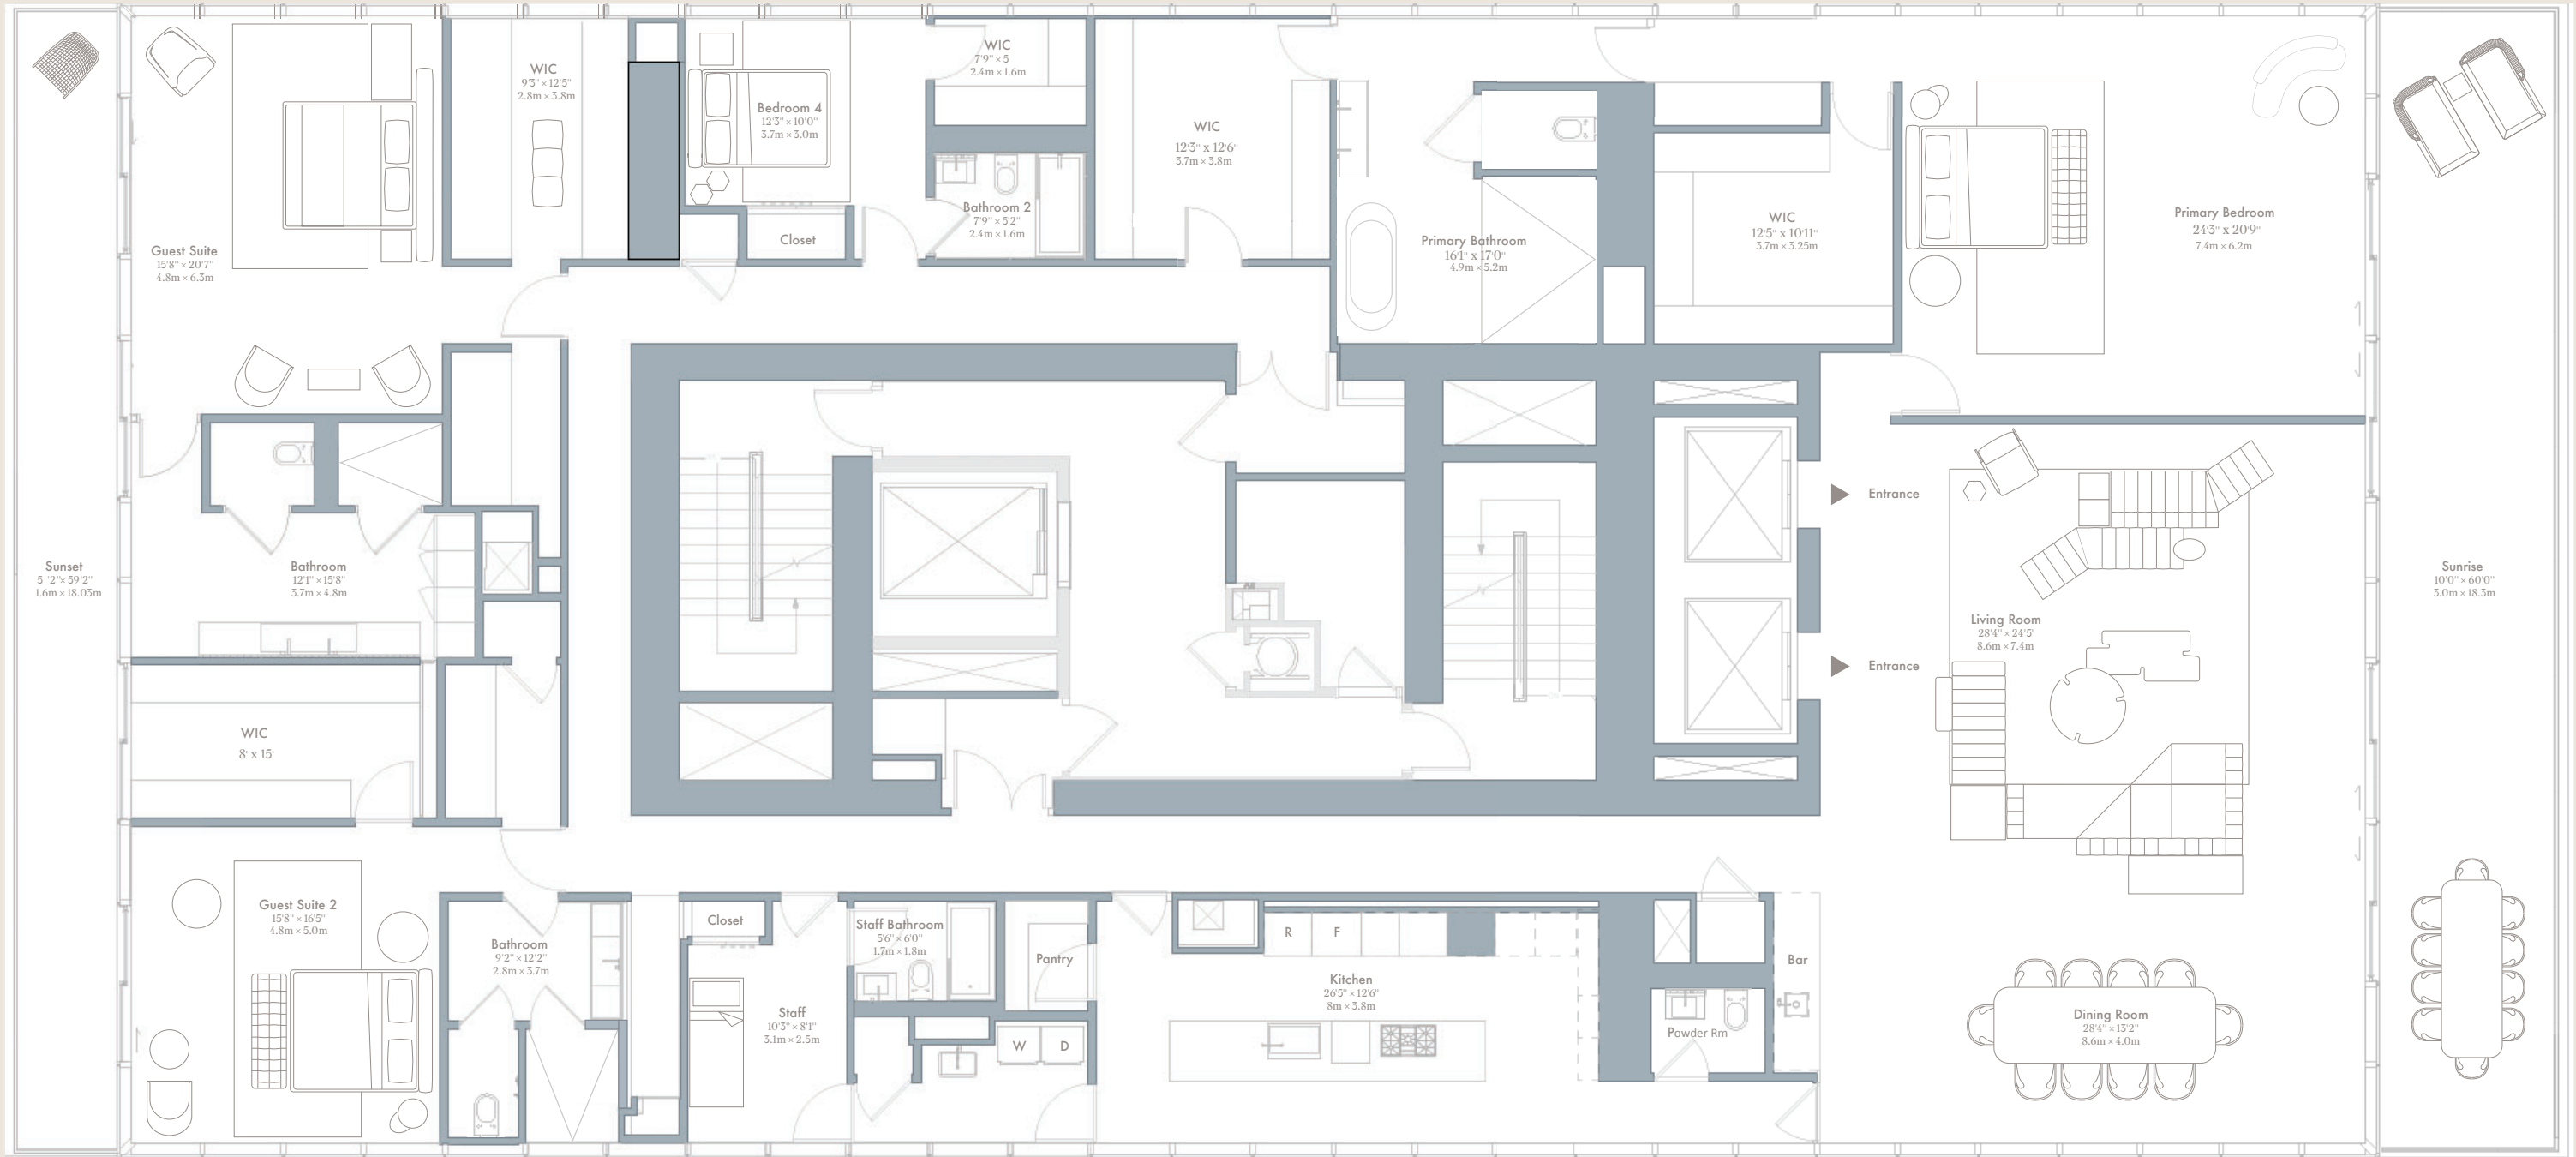 WIC
9'3" × 12'5"
2.8m × 3.8m
Bedroom 4
12'3" × 10'0"
3.7m × 3.0m
WIC
7'9" × 5
2.4m × 1.6m
WIC
12'3" x 12'6"
3.7m × 3.8m
Closet
Bathroom 2
7'9" × 5'2"
2.4m × 1.6m
Guest Suite
15'8" × 20'7"
4.8m × 6.3m
Primary Bathroom
16'1" x 17'0"
4.9m × 5.2m
WIC
12'5" x 10'11"
3.7m × 3.25m
Primary Bedroom
24'3" x 20'9"
7.4m × 6.2m
Entrance
Sunset
5 '2" × 59'2"
1.6m × 18.03m
Bathroom
12'1" × 15'8"
3.7m × 4.8m
Sunrise
10'0" × 60'0"
3.0m × 18.3m
Living Room
28'4" × 24'5'
8.6m × 7.4m
Entrance
WIC
8' x 15'
Guest Suite 2
15'8" × 16'5"
4.8m × 5.0m
Bathroom
9'2" × 12'2"
2.8m × 3.7m
Closet
Staff Bathroom
5'6" × 6'0"
1.7m × 1.8m
Pantry
R F
Kitchen
26'5" × 12'6"
8m × 3.8m
Bar
Staff
10'3" × 8'1"
3.1m × 2.5m
W D
Powder Rm
Dining Room
28'4" × 13'2"
8.6m × 4.0m